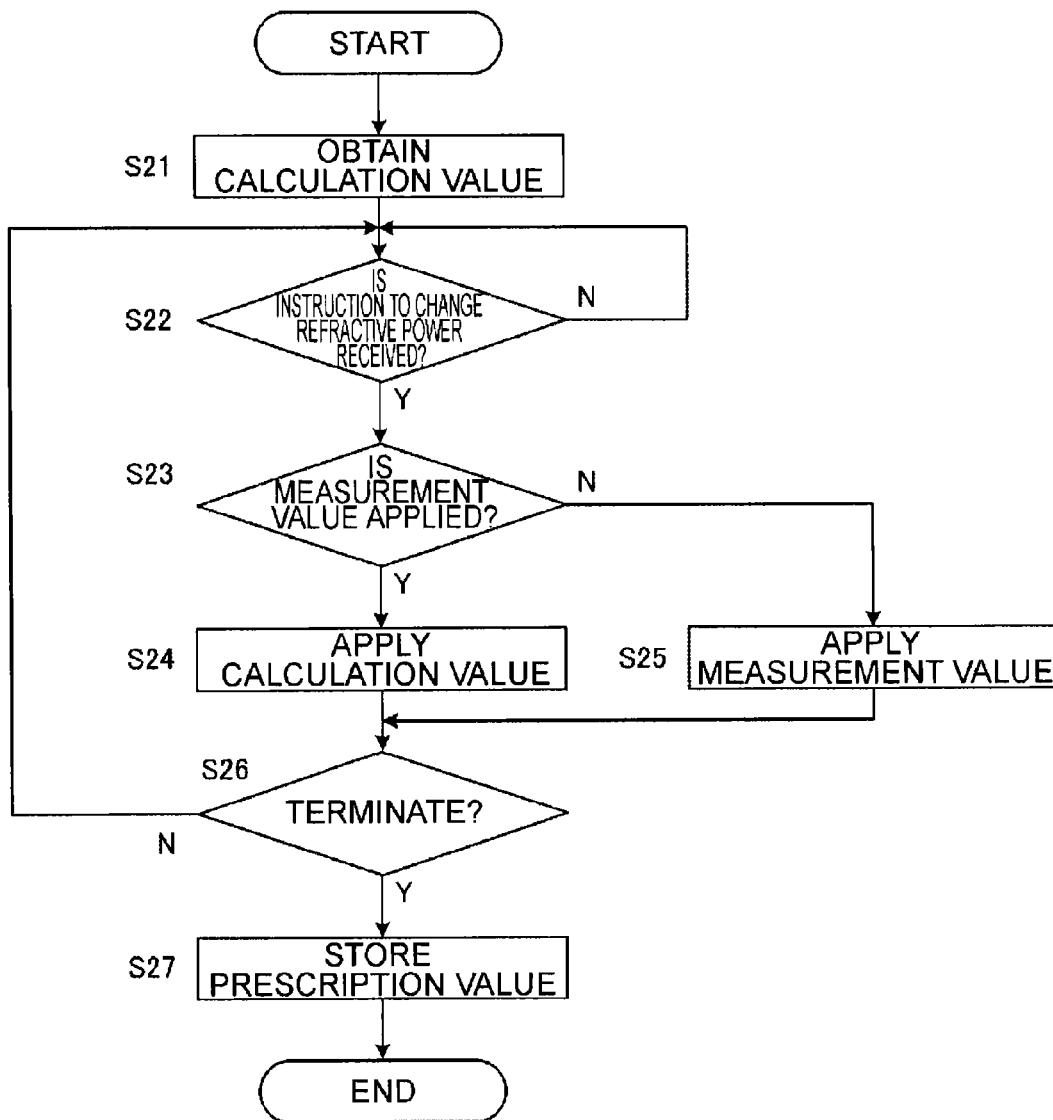 START
S21
OBTAIN
CALCULATION VALUE
S22
IS
INSTRUCTION TO CHANGE
REFRACTIVE POWER
RECEIVED?
N
Y
S23
IS
MEASUREMENT
VALUE APPLIED?
N
Y
S24
APPLY
CALCULATION VALUE
S25
APPLY
MEASUREMENT VALUE
S26
TERMINATE?
N
Y
S27
STORE
PRESCRIPTION VALUE
END